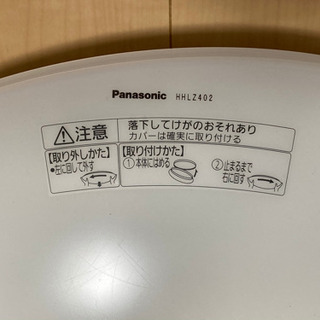 Panasonic HHLZ402
⚠注意
落下してけがのおそれあり
カバーは確実に取り付ける
【取り外しかた】
●左に回して外す
【取り付けかた】
①本体にはめる
②止まるまで
右に回す